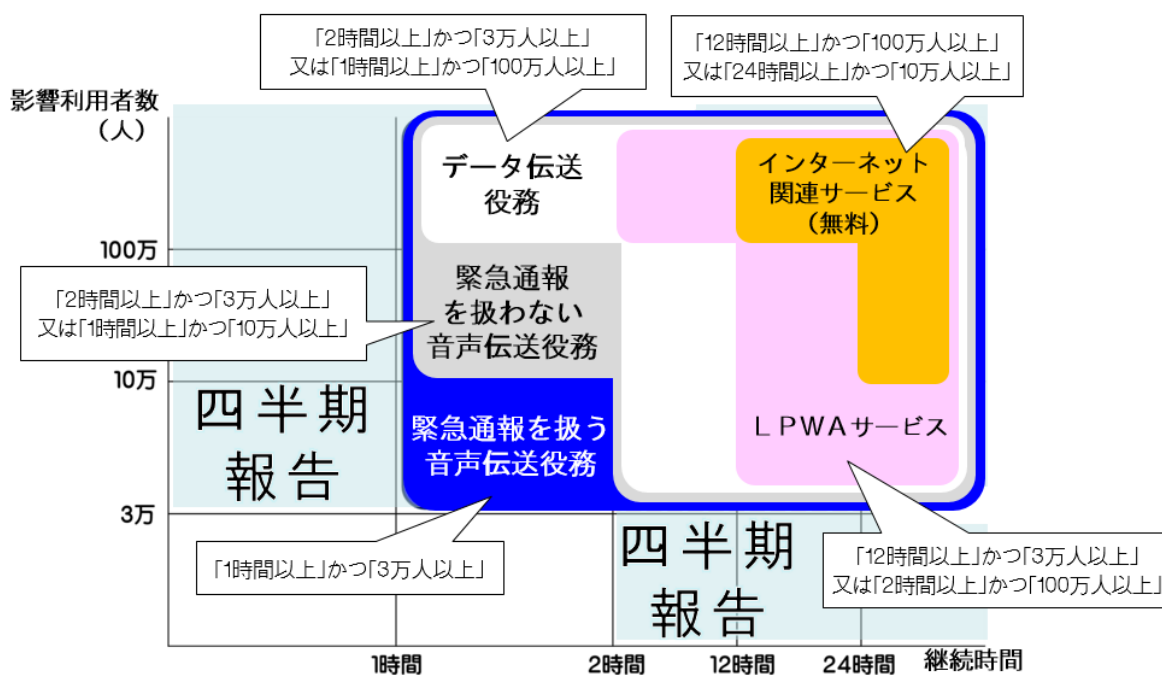 「2時間以上」かつ「3万人以上」
又は「1時間以上」かつ「100万人以上」
「12時間以上」かつ「100万人以上」
又は「24時間以上」かつ「10万人以上」
影響利用者数
（人）
データ伝送
役務
インターネット
関連サービス
（無料）
100万
緊急通報
を扱わない
音声伝送役務
「2時間以上」かつ「3万人以上」
又は「1時間以上」かつ「10万人以上」
10万
四半期
報告
緊急通報を扱う
音声伝送役務
ＬＰＷＡサービス
3万
「1時間以上」かつ「3万人以上」
四半期
報告
「12時間以上」かつ「3万人以上」
又は「2時間以上」かつ「100万人以上」
1時間
2時間
12時間
24時間
継続時間